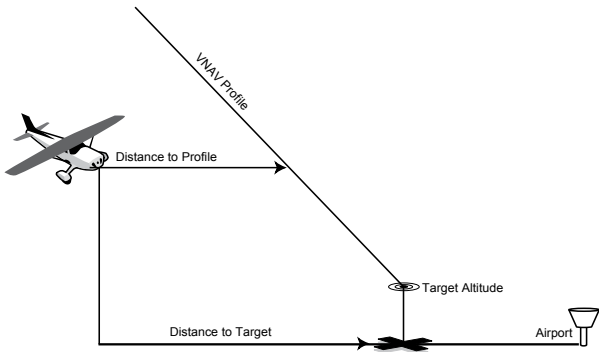 VNAV Profile
Distance to Profile
Target Altitude
Distance to Target
Airport